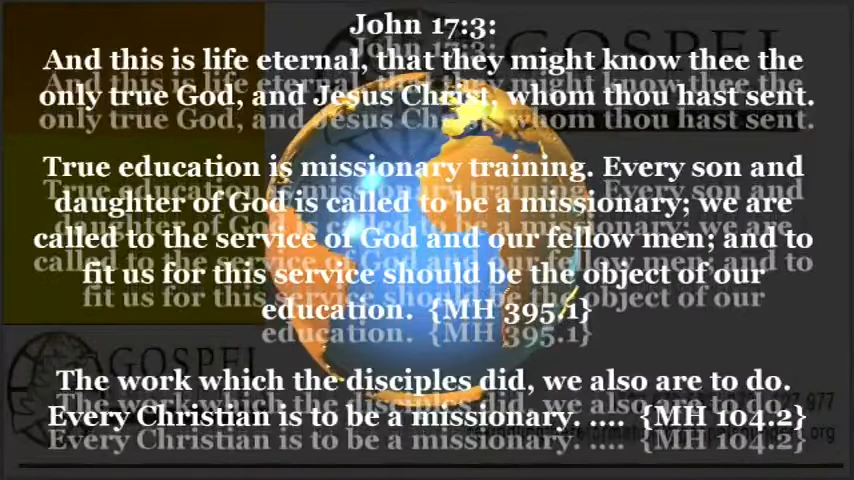 John 17:3:
And this is life eternal, that they might know thee the
only true God, and Jesus Christ, whom thou hast sent.
True education is missionary training. Every son and
daughter of God is called to be a missionary; we are
called to the service of God and our fellow men; and to
fit us for this service should be the object of our
education. {MH 395.1}
The work which the disciples did, we also are to do.
Every Christian is to be a missionary. .... {MH 104.2}
GOSPEL
GOSPEL